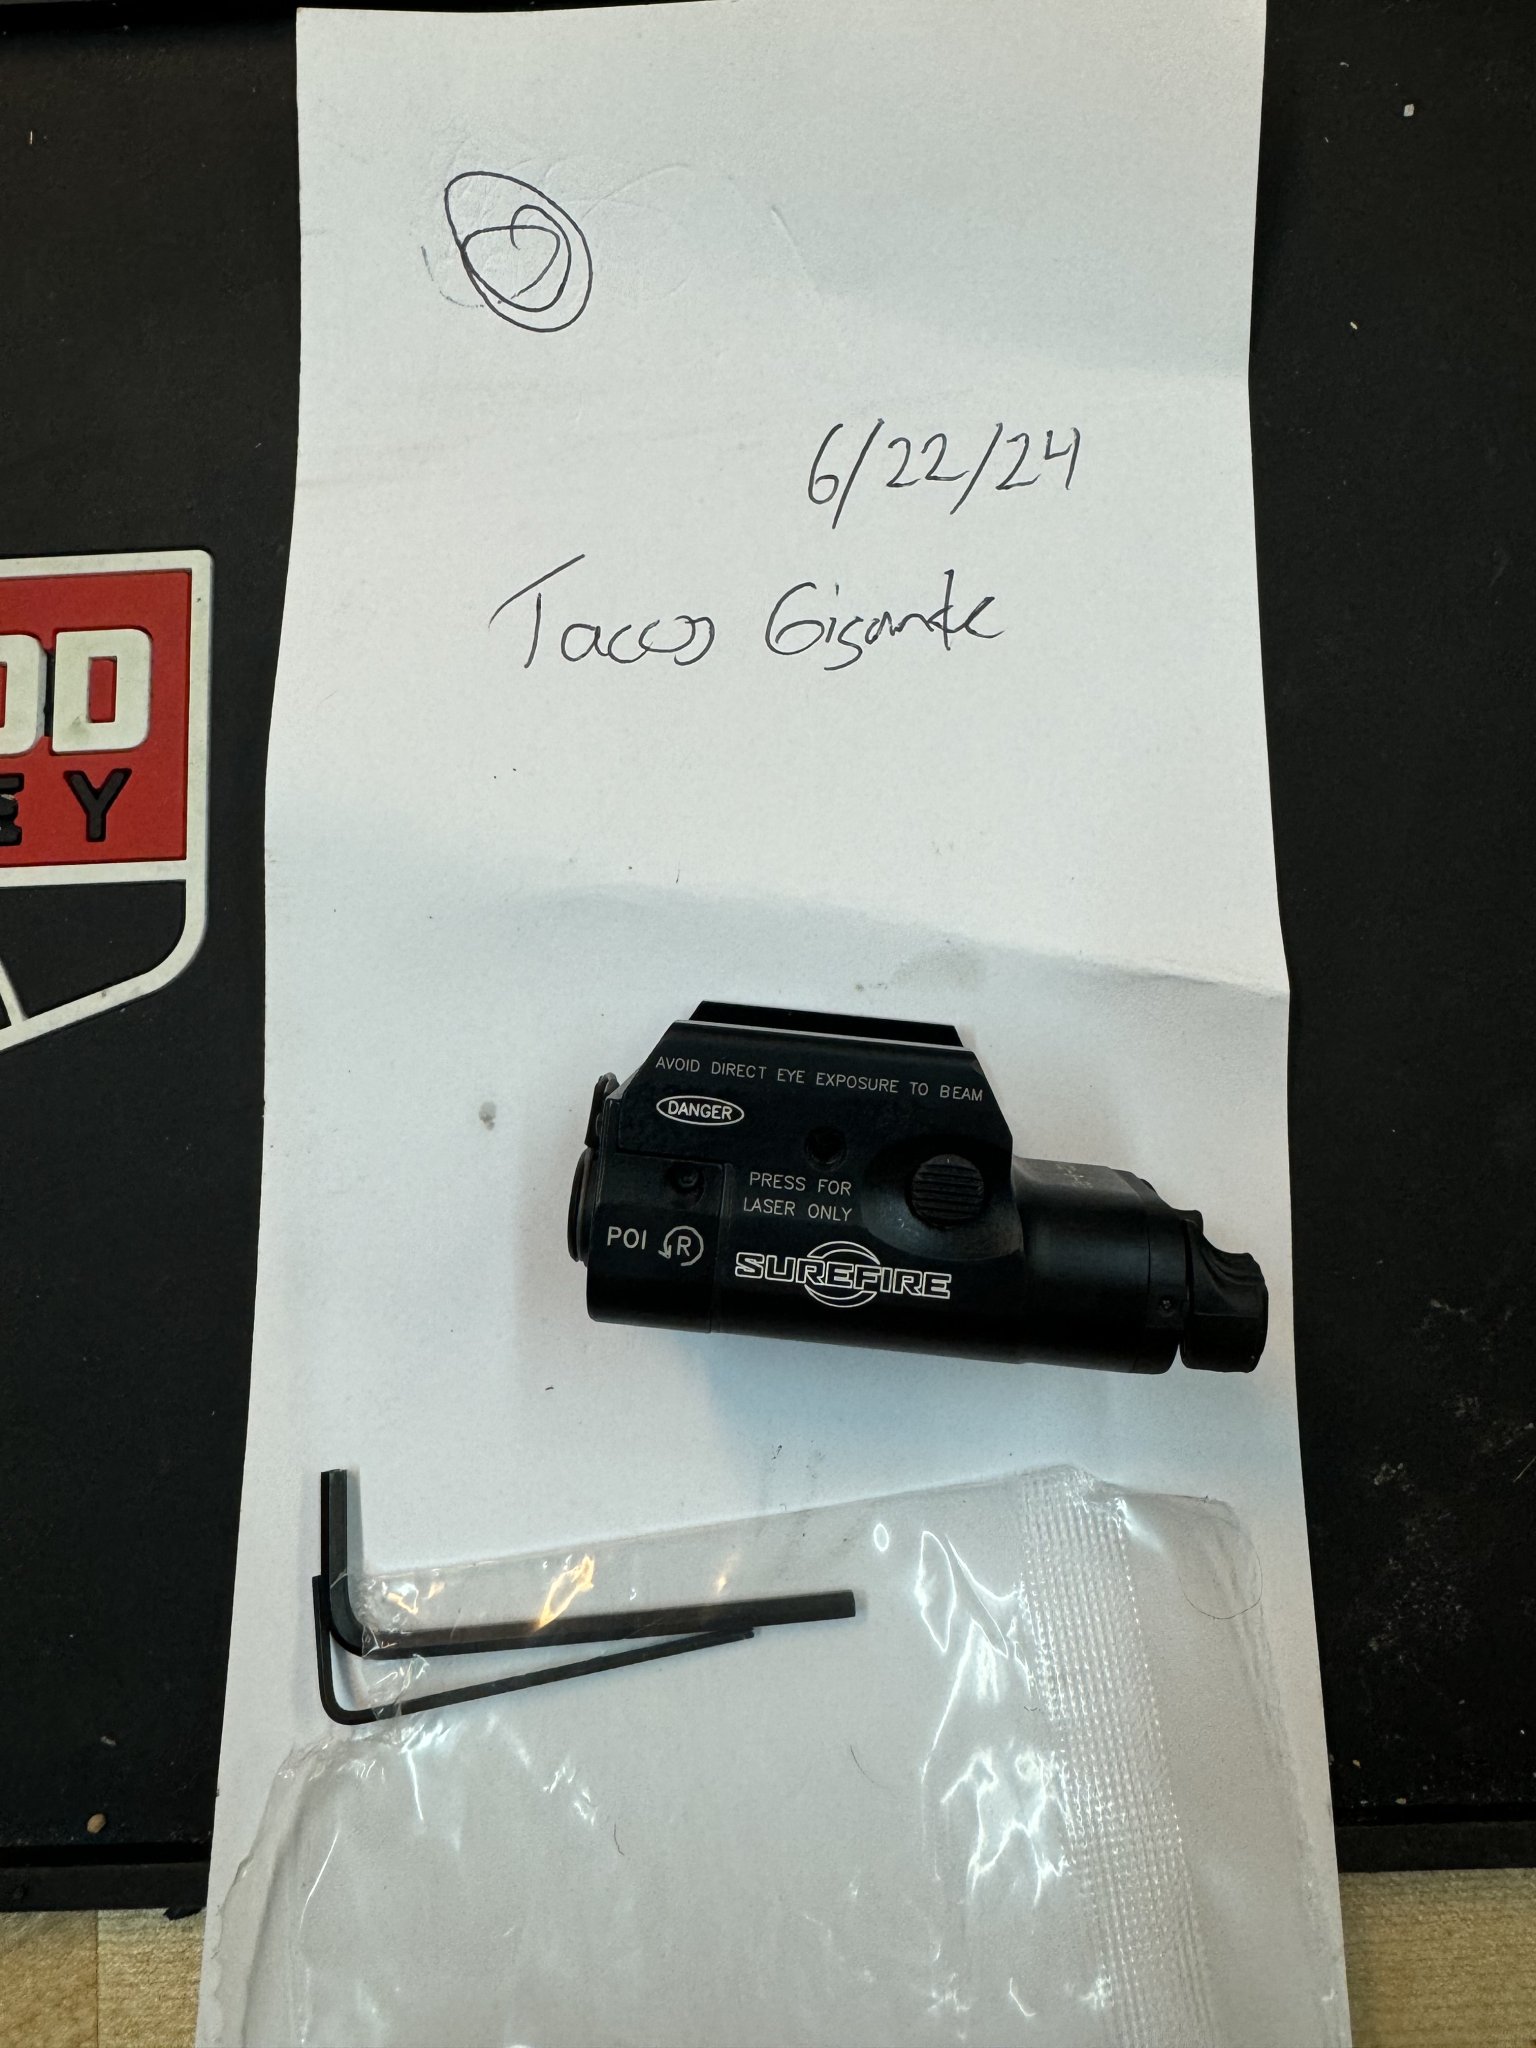 6/22/24
Tacos Gigante
DD
EY
AVOID DIRECT EYE EXPOSURE TO BEAM
DANGER
PRESS FOR
LASER ONLY
POI R
SUREFIRE